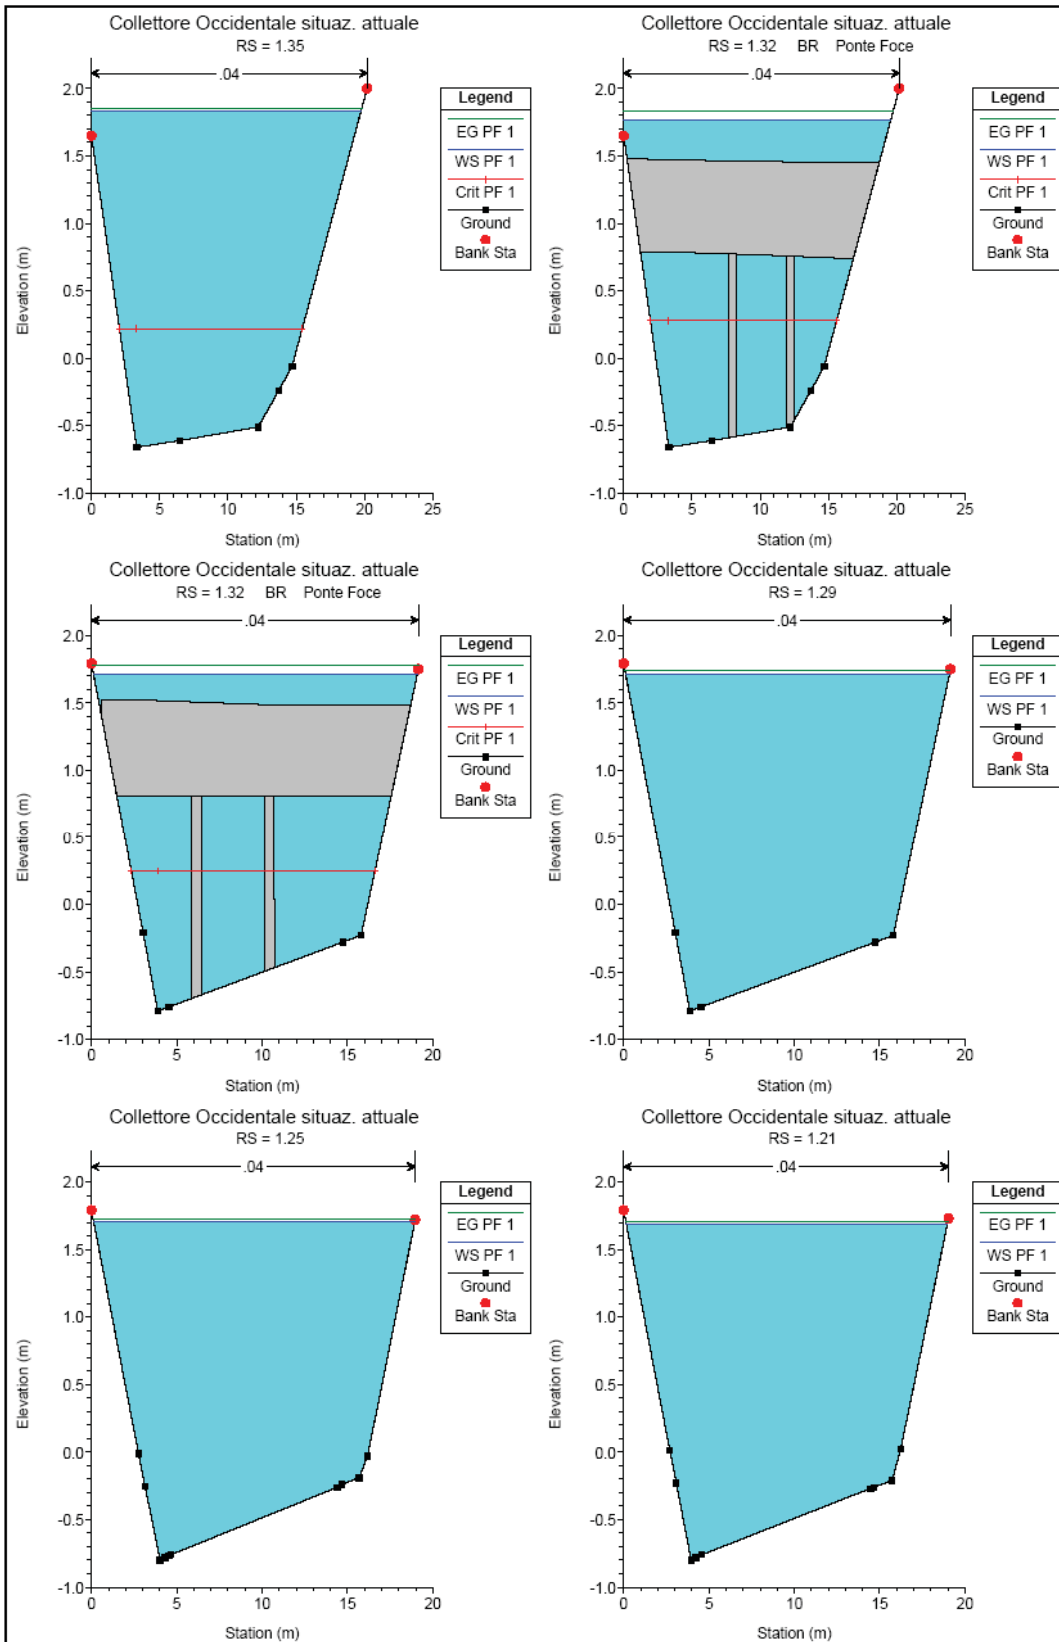 Collettore Occidentale situaz. attuale
RS = 1.35
.04
2.0
1.5
1.0
0.5
0.0
-0.5
-1.0
Elevation (m)
0 5 10 15 20 25
Station (m)
Legend
EG PF 1
WS PF 1
Crit PF 1
Ground
Bank Sta
Collettore Occidentale situaz. attuale
RS = 1.32 BR Ponte Foce
.04
2.0
1.5
1.0
0.5
0.0
-0.5
-1.0
Elevation (m)
0 5 10 15 20 25
Station (m)
Legend
EG PF 1
WS PF 1
Crit PF 1
Ground
Bank Sta
Collettore Occidentale situaz. attuale
RS = 1.32 BR Ponte Foce
.04
2.0
1.5
1.0
0.5
0.0
-0.5
-1.0
Elevation (m)
0 5 10 15 20
Station (m)
Legend
EG PF 1
WS PF 1
Crit PF 1
Ground
Bank Sta
Collettore Occidentale situaz. attuale
RS = 1.29
.04
2.0
1.5
1.0
0.5
0.0
-0.5
-1.0
Elevation (m)
0 5 10 15 20
Station (m)
Legend
EG PF 1
WS PF 1
Ground
Bank Sta
Collettore Occidentale situaz. attuale
RS = 1.25
.04
2.0
1.5
1.0
0.5
0.0
-0.5
-1.0
Elevation (m)
0 5 10 15 20
Station (m)
Legend
EG PF 1
WS PF 1
Ground
Bank Sta
Collettore Occidentale situaz. attuale
RS = 1.21
.04
2.0
1.5
1.0
0.5
0.0
-0.5
-1.0
Elevation (m)
0 5 10 15 20
Station (m)
Legend
EG PF 1
WS PF 1
Ground
Bank Sta